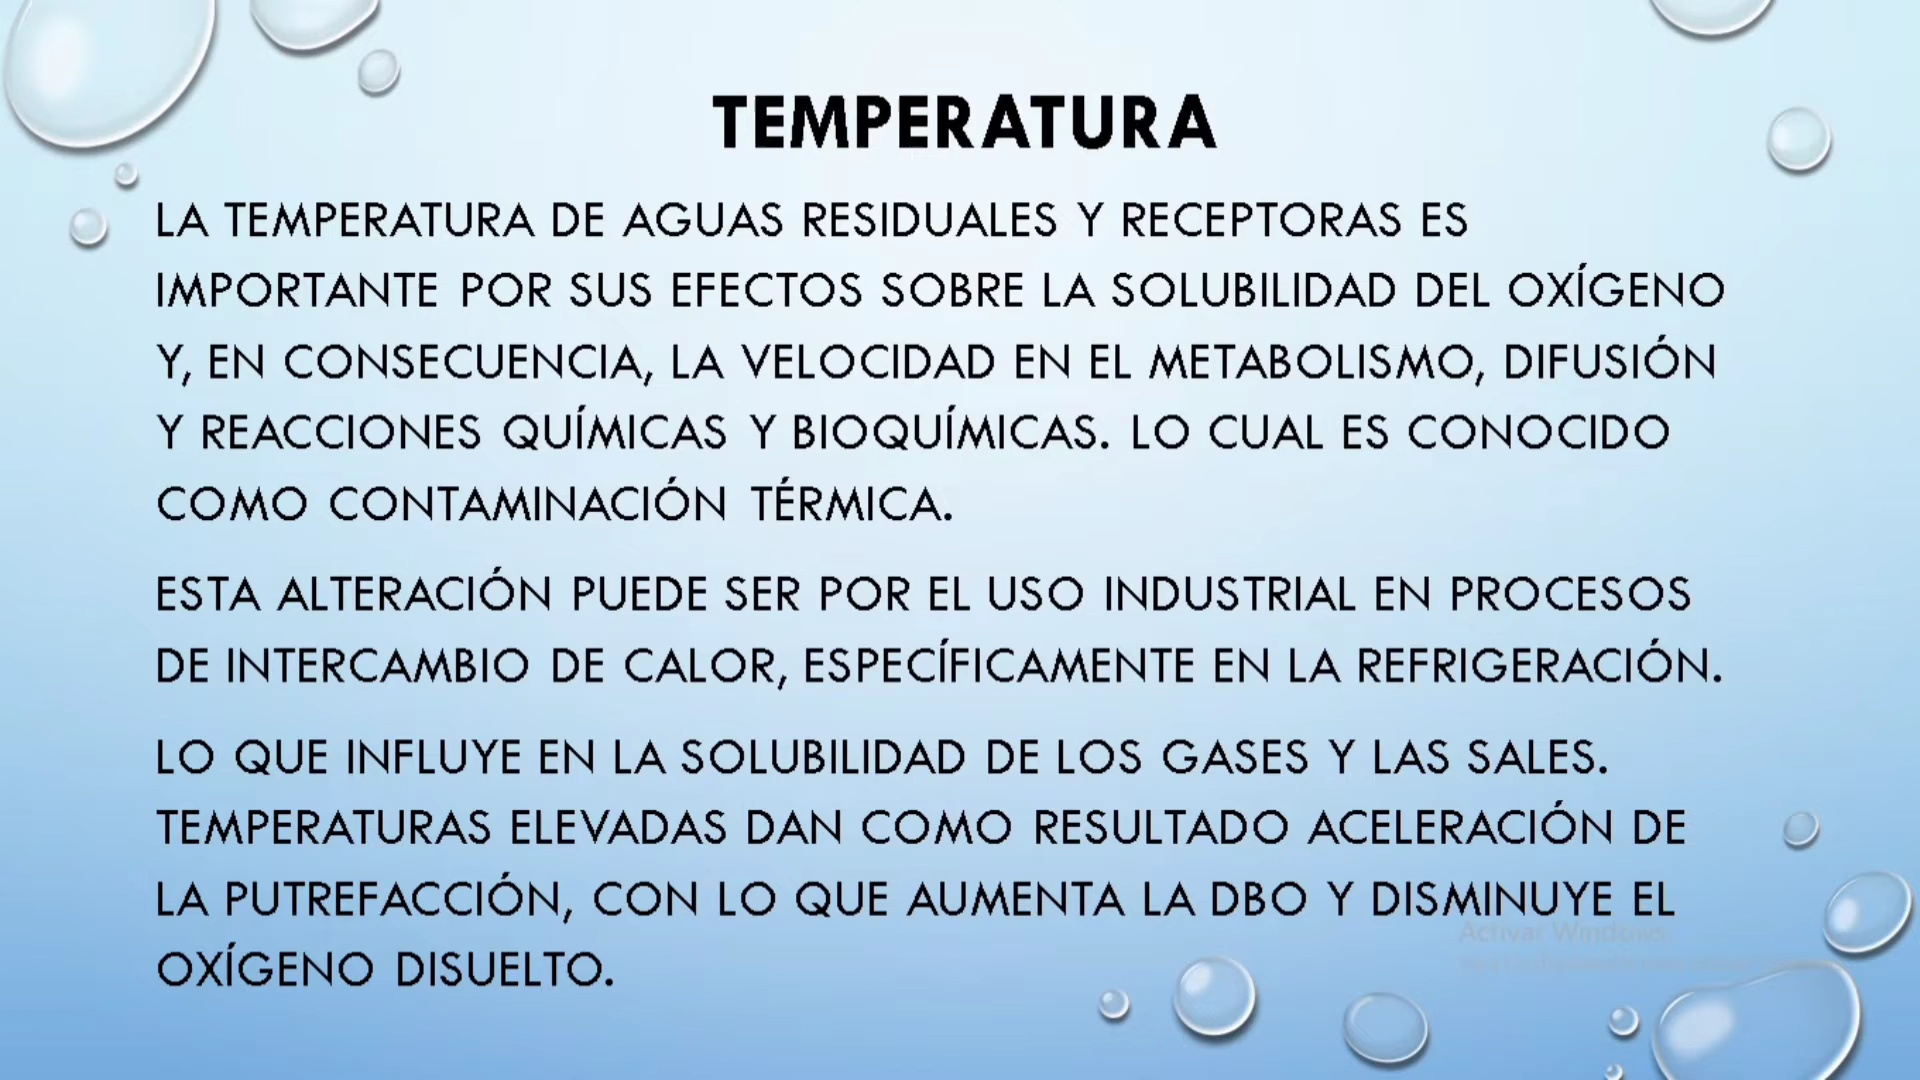 TEMPERATURA
LA TEMPERATURA DE AGUAS RESIDUALES Y RECEPTORAS ES
IMPORTANTE POR SUS EFECTOS SOBRE LA SOLUBILIDAD DEL OXÍGENO
Y, EN CONSECUENCIA, LA VELOCIDAD EN EL METABOLISMO, DIFUSIÓN
Y REACCIONES QUÍMICAS Y BIOQUÍMICAS. LO CUAL ES CONOCIDO
COMO CONTAMINACIÓN TÉRMICA.
ESTA ALTERACIÓN PUEDE SER POR EL USO INDUSTRIAL EN PROCESOS
DE INTERCAMBIO DE CALOR, ESPECÍFICAMENTE EN LA REFRIGERACIÓN.
LO QUE INFLUYE EN LA SOLUBILIDAD DE LOS GASES Y LAS SALES.
TEMPERATURAS ELEVADAS DAN COMO RESULTADO ACELERACIÓN DE
LA PUTREFACCIÓN, CON LO QUE AUMENTA LA DBO Y DISMINUYE EL
OXÍGENO DISUELTO.
Activar Windows